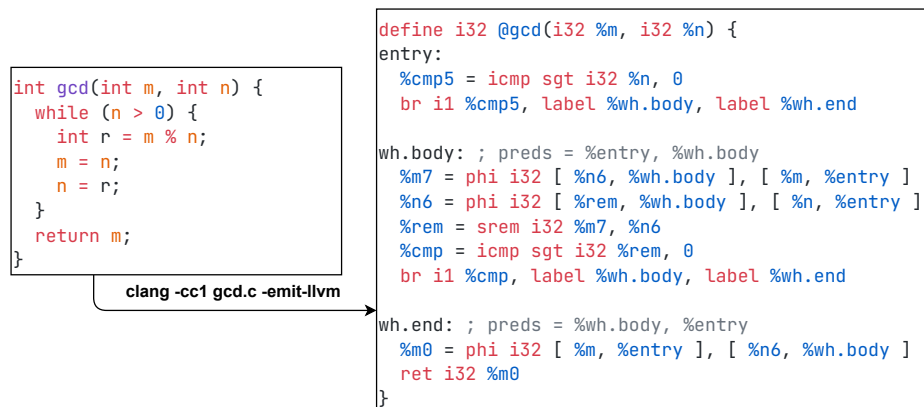 int gcd(int m, int n) {
  while (n > 0) {
    int r = m % n;
    m = n;
    n = r;
  }
  return m;
}
clang -cc1 gcd.c -emit-llvm
define i32 @gcd(i32 %m, i32 %n) {
entry:
  %cmp5 = icmp sgt i32 %n, 0
  br i1 %cmp5, label %wh.body, label %wh.end

wh.body: ; preds = %entry, %wh.body
  %m7 = phi i32 [ %n6, %wh.body ], [ %m, %entry ]
  %n6 = phi i32 [ %rem, %wh.body ], [ %n, %entry ]
  %rem = srem i32 %m7, %n6
  %cmp = icmp sgt i32 %rem, 0
  br i1 %cmp, label %wh.body, label %wh.end

wh.end: ; preds = %wh.body, %entry
  %m0 = phi i32 [ %m, %entry ], [ %n6, %wh.body ]
  ret i32 %m0
}